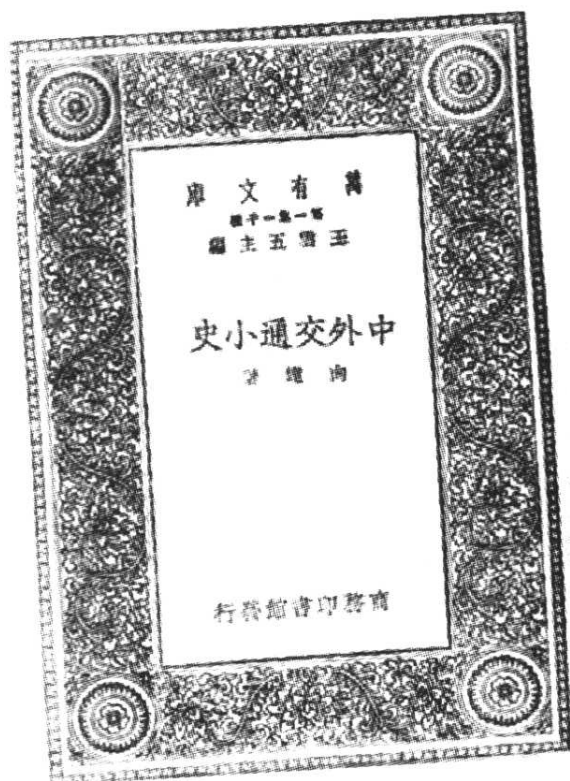 萬有文庫
第一集一千種
王雲五主編
中外交通小史
向達著
商務印書館發行